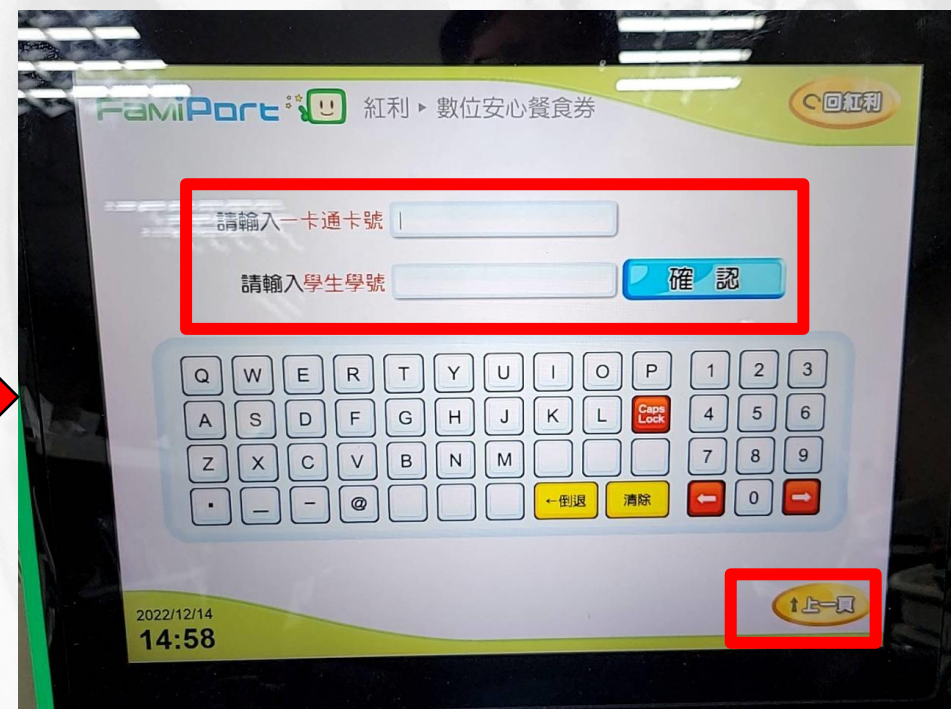 FamiPort 紅利▸數位安心餐食券
回紅利
請輸入一卡通卡號
請輸入學生學號
確認
Q W E R T Y U I O P 1 2 3
A S D F G H J K L Caps Lock 4 5 6
Z X C V B N M 7 8 9
. _ - @ ←倒退 清除 ← 0 →
2022/12/14
14:58
↑上一頁